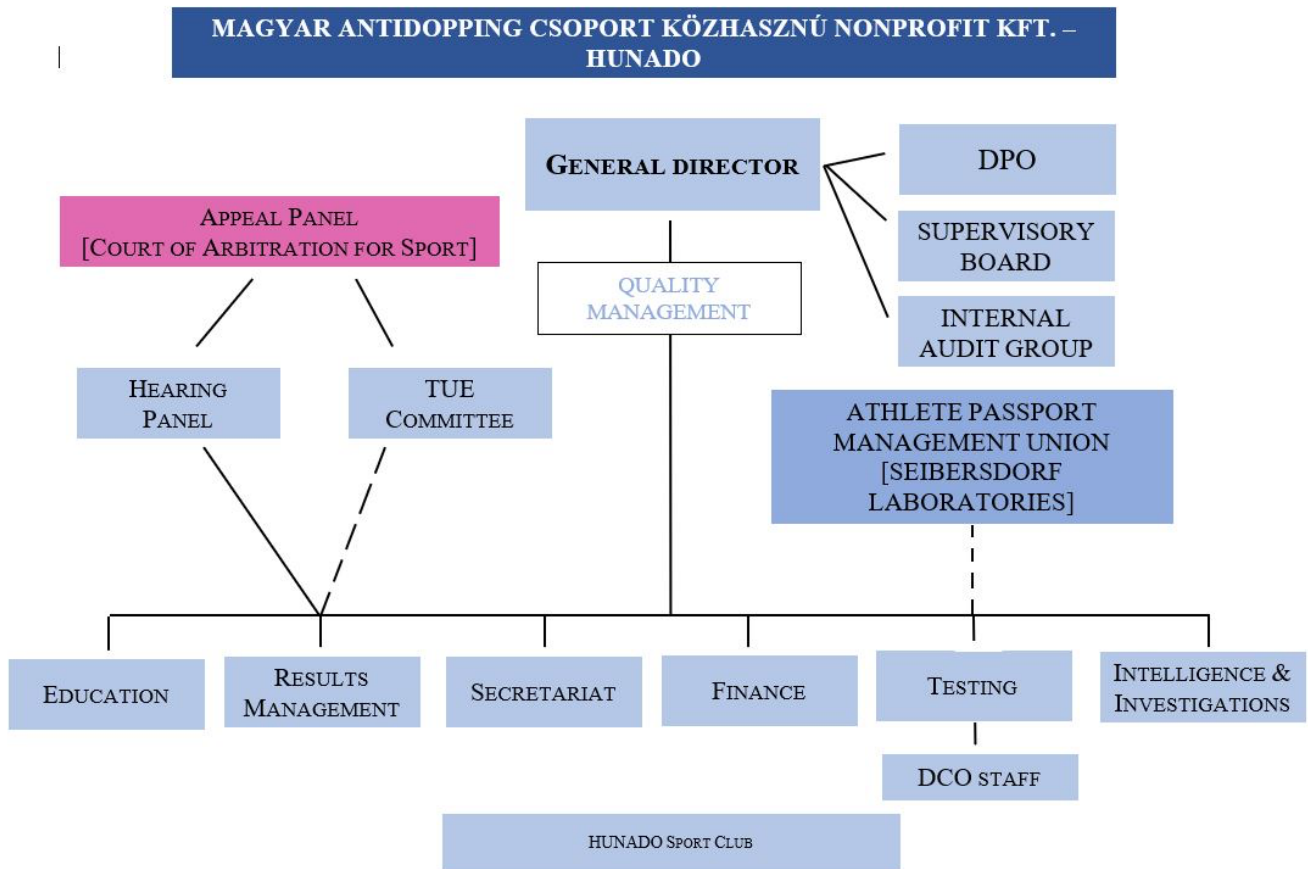 MAGYAR ANTIDOPPING CSOPORT KÖZHASZNÚ NONPROFIT KFT. –
HUNADO
GENERAL DIRECTOR
DPO
SUPERVISORY
BOARD
INTERNAL
AUDIT GROUP
APPEAL PANEL
[COURT OF ARBITRATION FOR SPORT]
QUALITY
MANAGEMENT
HEARING
PANEL
TUE
COMMITTEE
ATHLETE PASSPORT
MANAGEMENT UNION
[SEIBERSDORF
LABORATORIES]
EDUCATION
RESULTS
MANAGEMENT
SECRETARIAT
FINANCE
TESTING
INTELLIGENCE &
INVESTIGATIONS
DCO STAFF
HUNADO SPORT CLUB